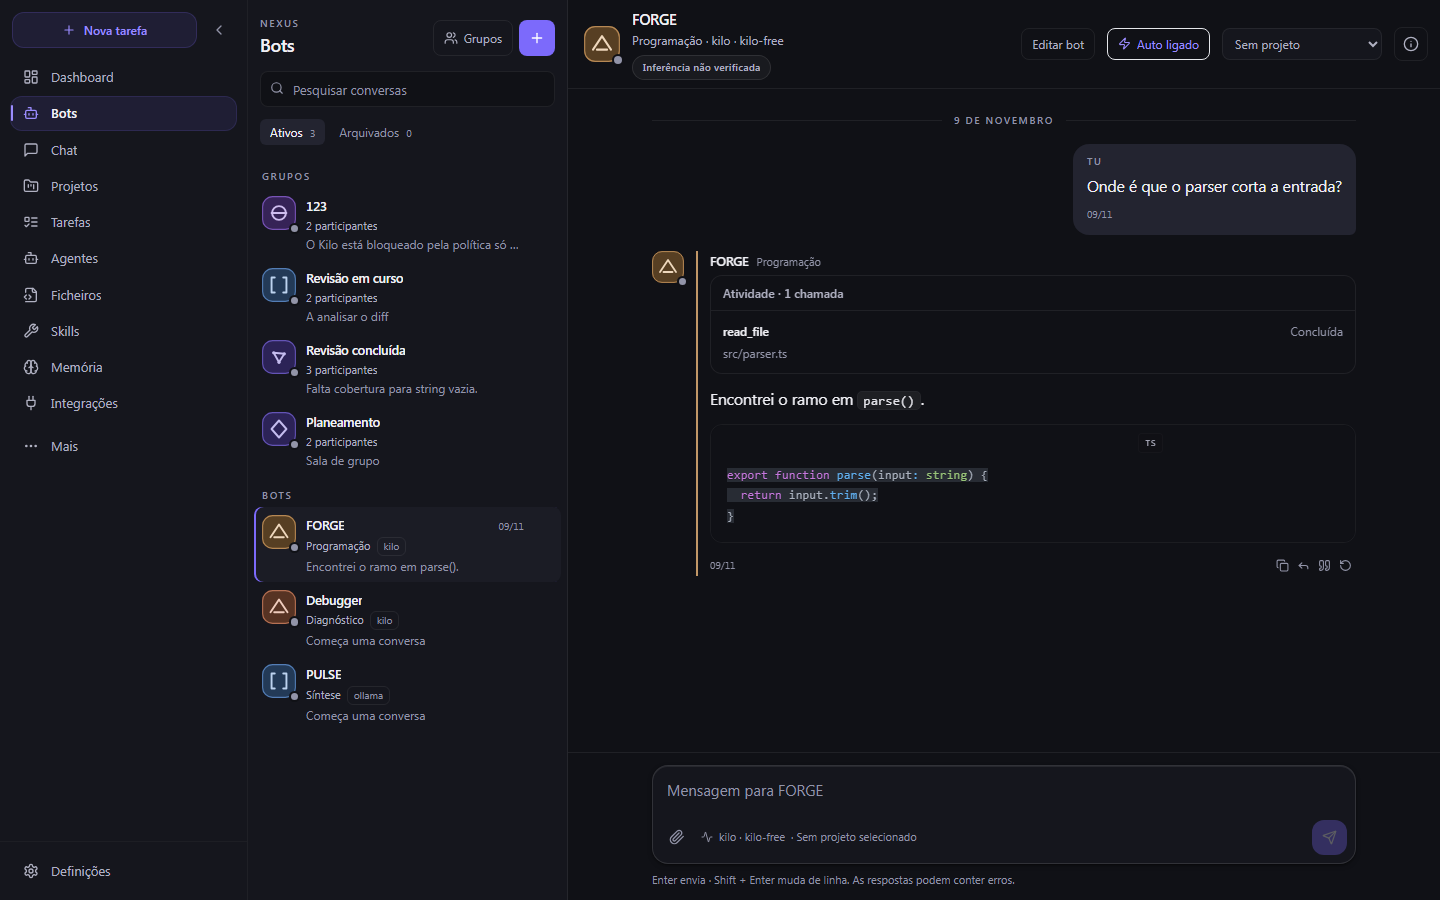 Nova tarefa
Dashboard
Bots
Chat
Projetos
Tarefas
Agentes
Ficheiros
Skills
Memória
Integrações
Mais
Definições
NEXUS
Bots
Grupos
Pesquisar conversas
Ativos 3
Arquivados 0
GRUPOS
123
2 participantes
O Kilo está bloqueado pela política só ...
Revisão em curso
2 participantes
A analisar o diff
Revisão concluída
3 participantes
Falta cobertura para string vazia.
Planeamento
2 participantes
Sala de grupo
BOTS
FORGE 09/11
Programação kilo
Encontrei o ramo em parse().
Debugger
Diagnóstico kilo
Começa uma conversa
PULSE
Síntese ollama
Começa uma conversa
FORGE
Programação · kilo · kilo-free
Inferência não verificada
Editar bot
Auto ligado
Sem projeto
9 DE NOVEMBRO
TU
Onde é que o parser corta a entrada?
09/11
FORGE Programação
Atividade · 1 chamada
read_file Concluída
src/parser.ts
Encontrei o ramo em parse().
TS
export function parse(input: string) {
  return input.trim();
}
09/11
Mensagem para FORGE
kilo · kilo-free · Sem projeto selecionado
Enter envia · Shift + Enter muda de linha. As respostas podem conter erros.